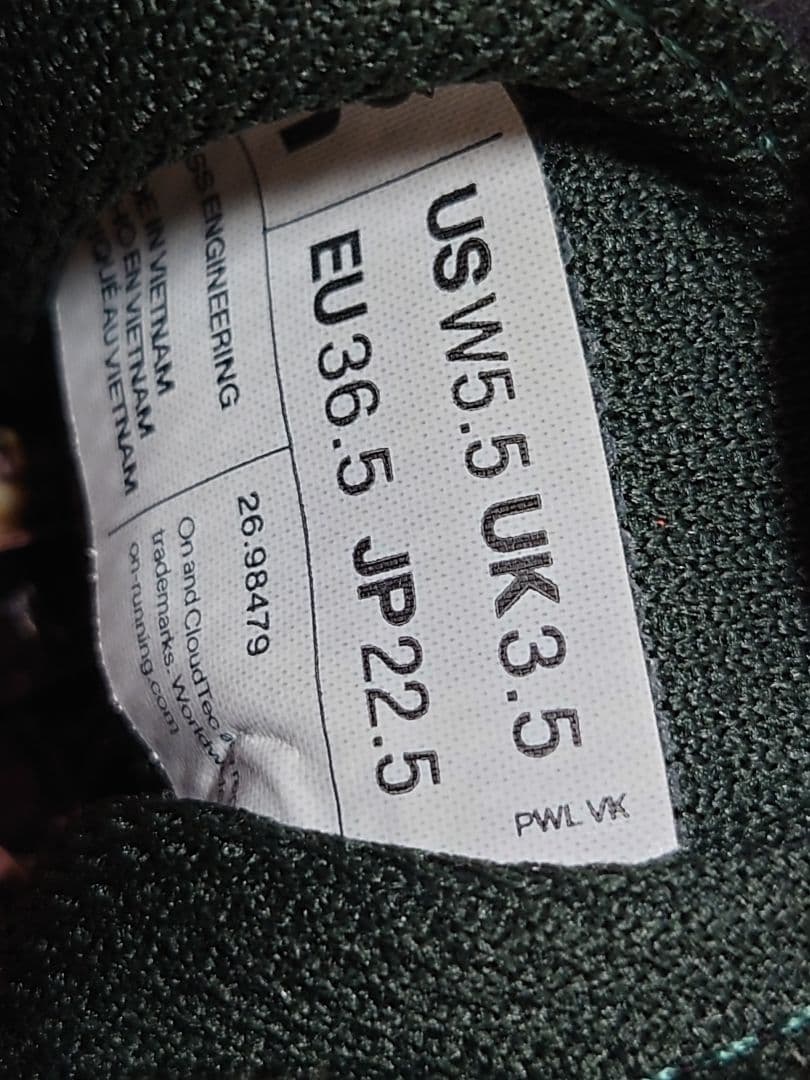 US W5.5 UK 3.5
EU 36.5 JP 22.5
PWL VK
ENGINEERING
IN VIETNAM
EN VIETNAM
AU VIETNAM
26.98479
On and CloudTec
trademarks.
on-running.com